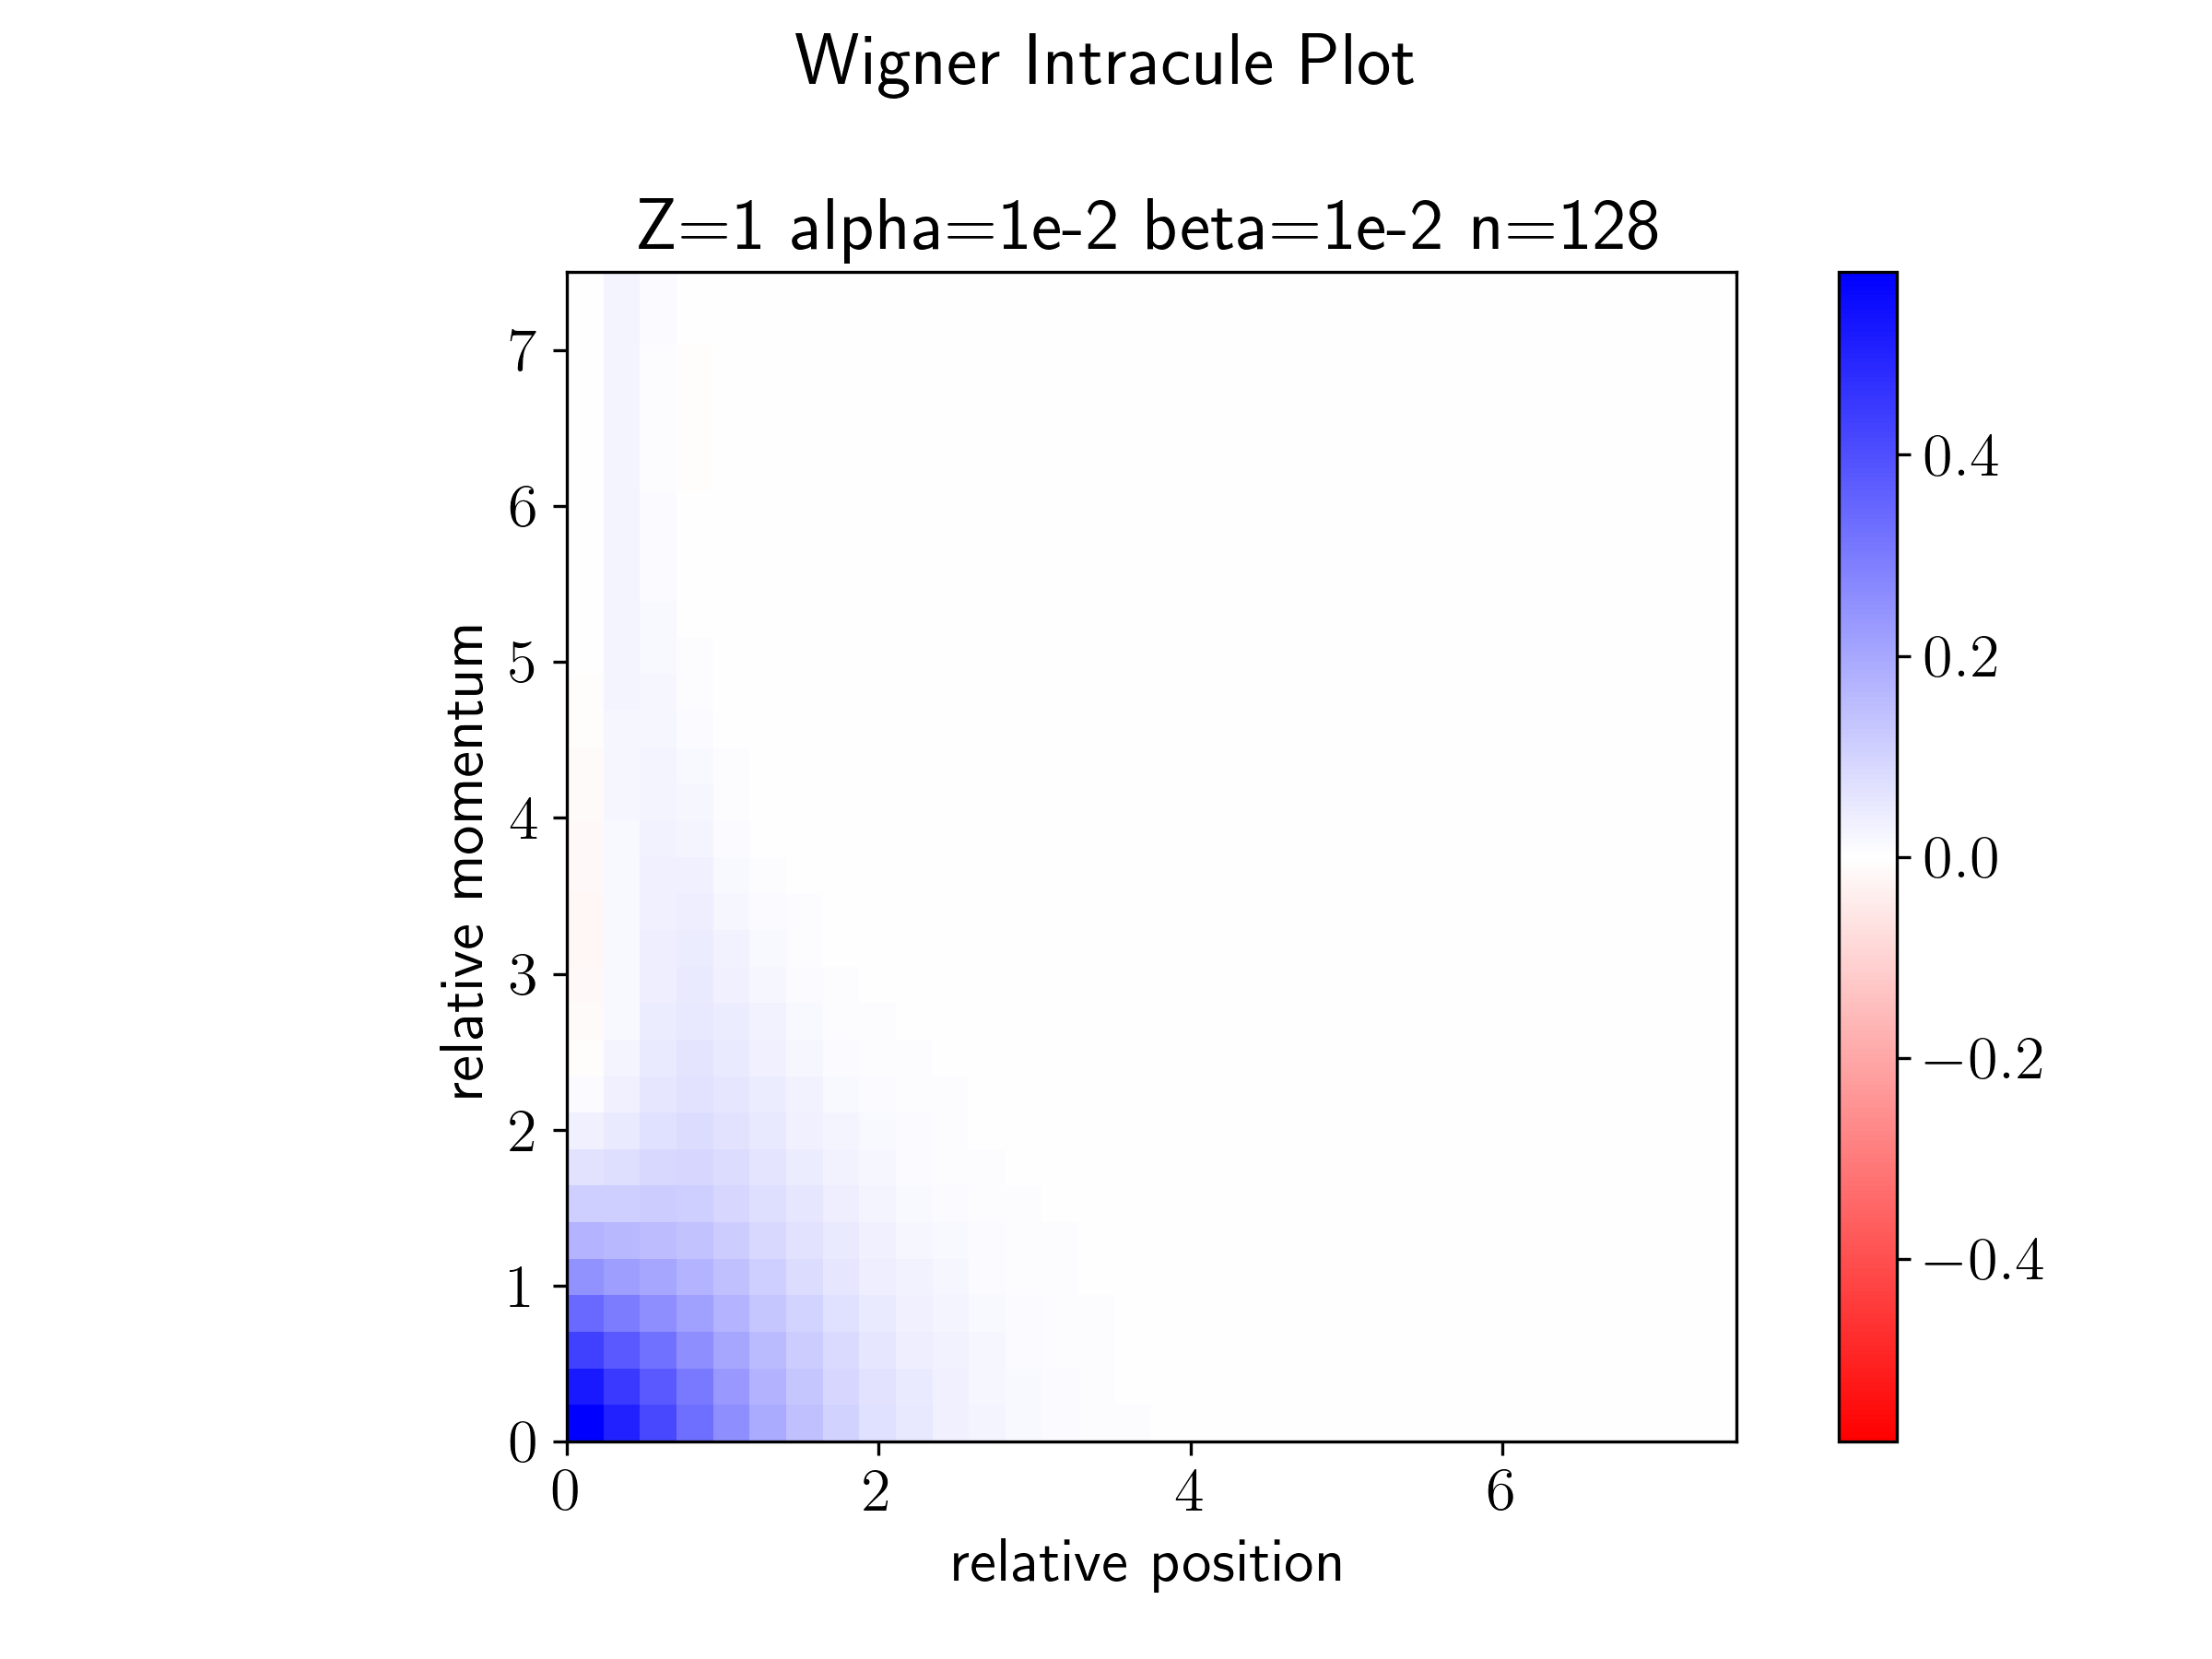 Wigner Intracule Plot
Z=1 alpha=1e-2 beta=1e-2 n=128
relative momentum
7
6
5
4
3
2
1
0
0 2 4 6
relative position
0.4
0.2
0.0
−0.2
−0.4